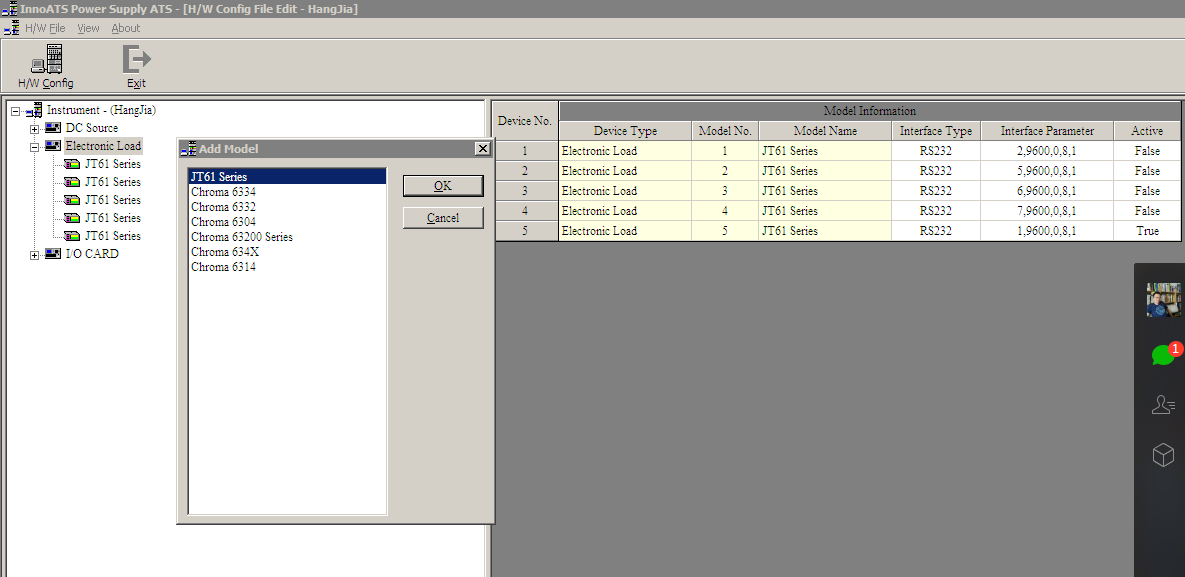 InnoATS Power Supply ATS - [H/W Config File Edit - HangJia]
H/W File View About
H/W Config Exit
Instrument - (HangJia)
DC Source
Electronic Load
JT61 Series
JT61 Series
JT61 Series
JT61 Series
JT61 Series
I/O CARD
Add Model
JT61 Series
Chroma 6334
Chroma 6332
Chroma 6304
Chroma 63200 Series
Chroma 634X
Chroma 6314
OK
Cancel
Device No. Model Information
Device Type Model No. Model Name Interface Type Interface Parameter Active
1 Electronic Load 1 JT61 Series RS232 2,9600,0,8,1 False
2 Electronic Load 2 JT61 Series RS232 5,9600,0,8,1 False
3 Electronic Load 3 JT61 Series RS232 6,9600,0,8,1 False
4 Electronic Load 4 JT61 Series RS232 7,9600,0,8,1 False
5 Electronic Load 5 JT61 Series RS232 1,9600,0,8,1 True
1